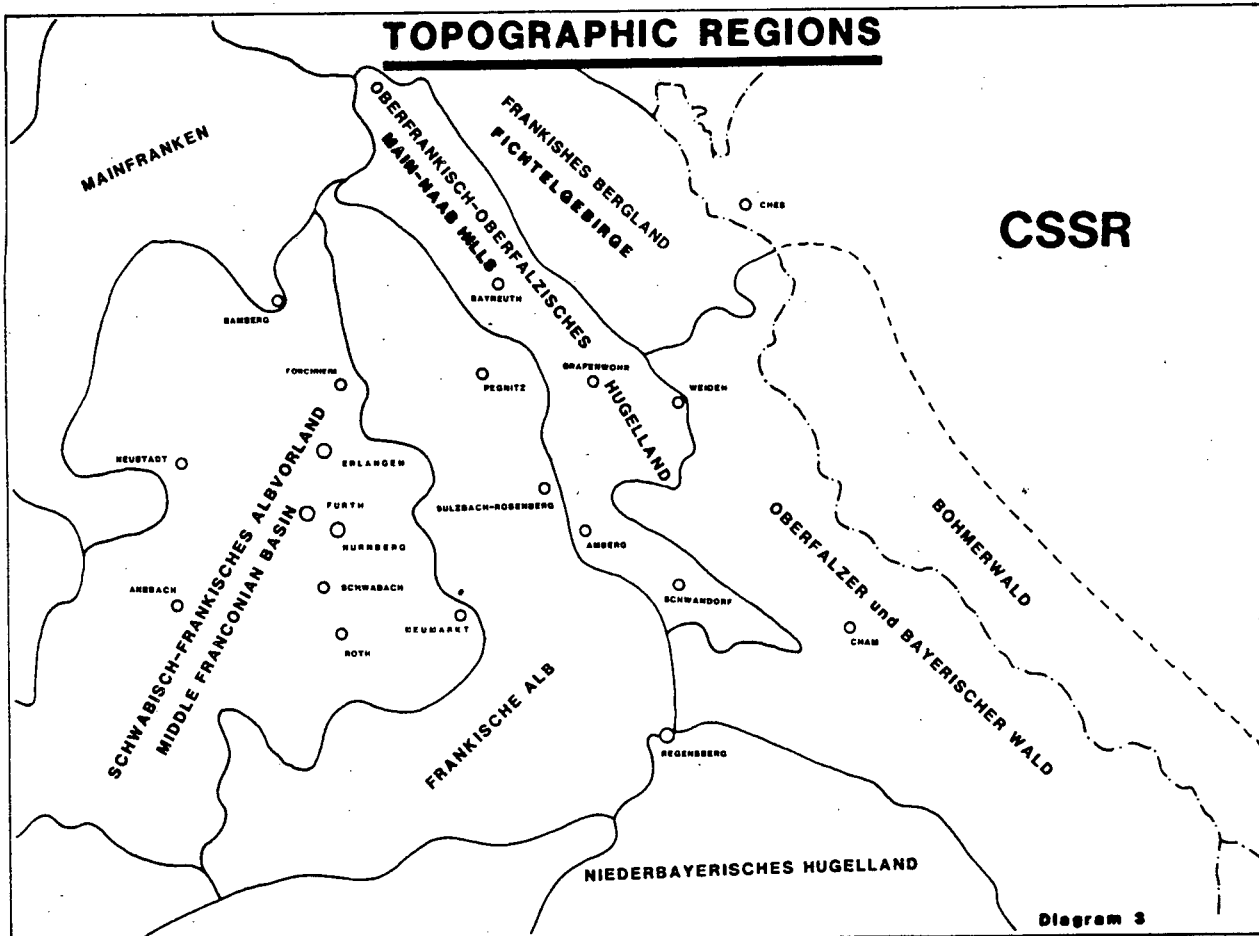 TOPOGRAPHIC REGIONS
MAINFRANKEN
OBERFRANKISCH-OBERFALZISCHES
HUGELLAND
MAIN-NAAB HILLS
FRANKISHES BERGLAND
FICHTELGEBIRGE
CHEB
CSSR
BAYREUTH
BAMBERG
FORCHHEIM
PEGNITZ
GRAFENWOHR
WEIDEN
NEUSTADT
ERLANGEN
FURTH
NURNBERG
SULZBACH-ROSENBERG
AMBERG
ANSBACH
SCHWABACH
NEUMARKT
ROTH
SCHWANDORF
CHAM
SCHWABISCH-FRANKISCHES ALBVORLAND
MIDDLE FRANCONIAN BASIN
FRANKISCHE ALB
OBERFALZER und BAYERISCHER WALD
BOHMERWALD
REGENSBERG
NIEDERBAYERISCHES HUGELLAND
Diagram 3